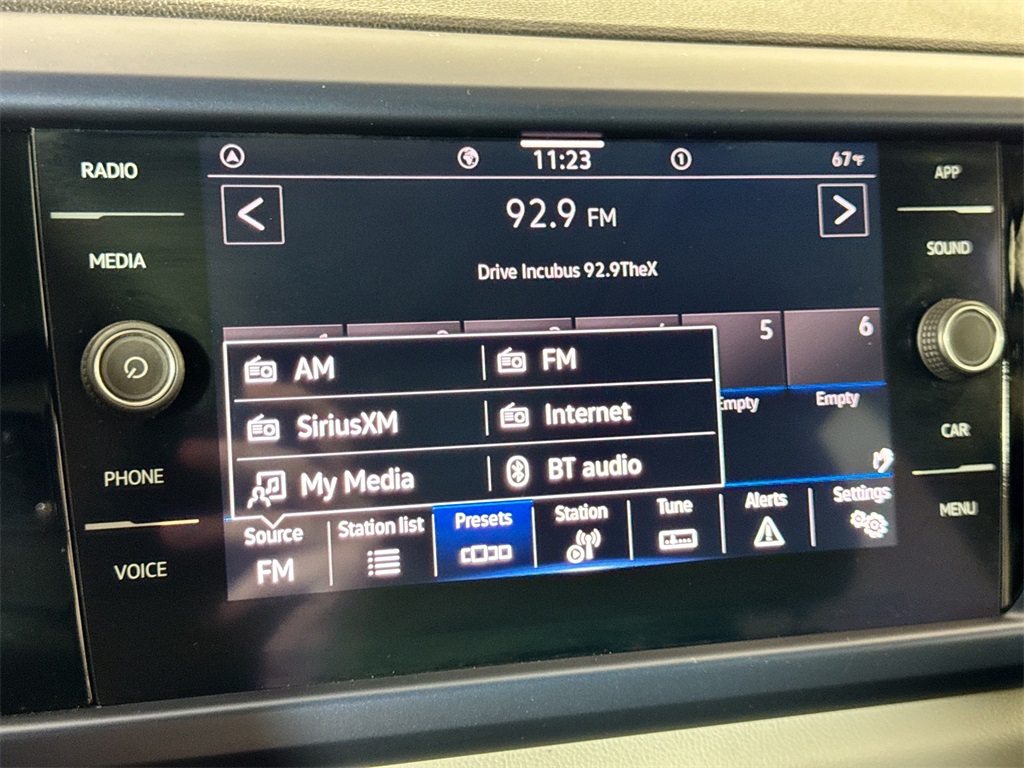 RADIO
MEDIA
PHONE
VOICE
11:23
1
67°F
92.9 FM
Drive Incubus 92.9TheX
5
6
Empty
Empty
AM
FM
SiriusXM
Internet
My Media
BT audio
Source
FM
Station list
Presets
Station
Tune
Alerts
Settings
APP
SOUND
CAR
MENU